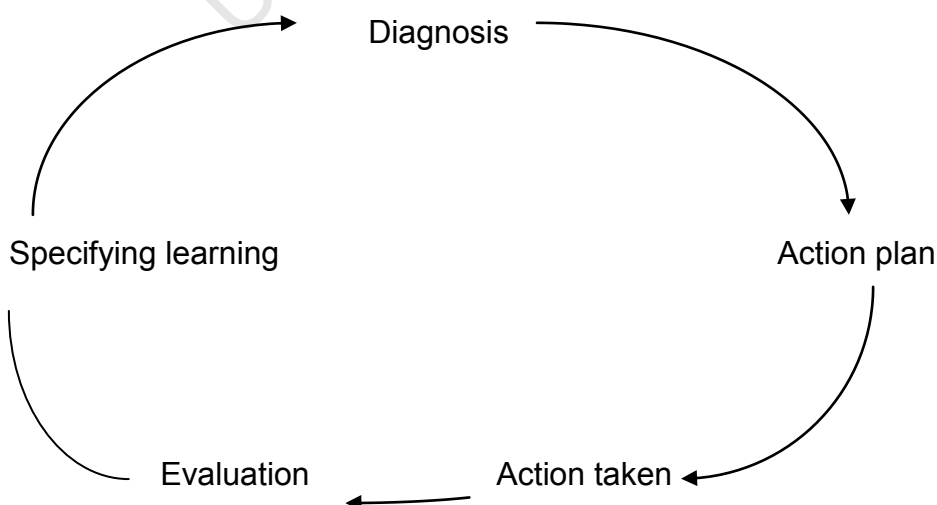 Diagnosis
Specifying learning
Action plan
Evaluation
Action taken